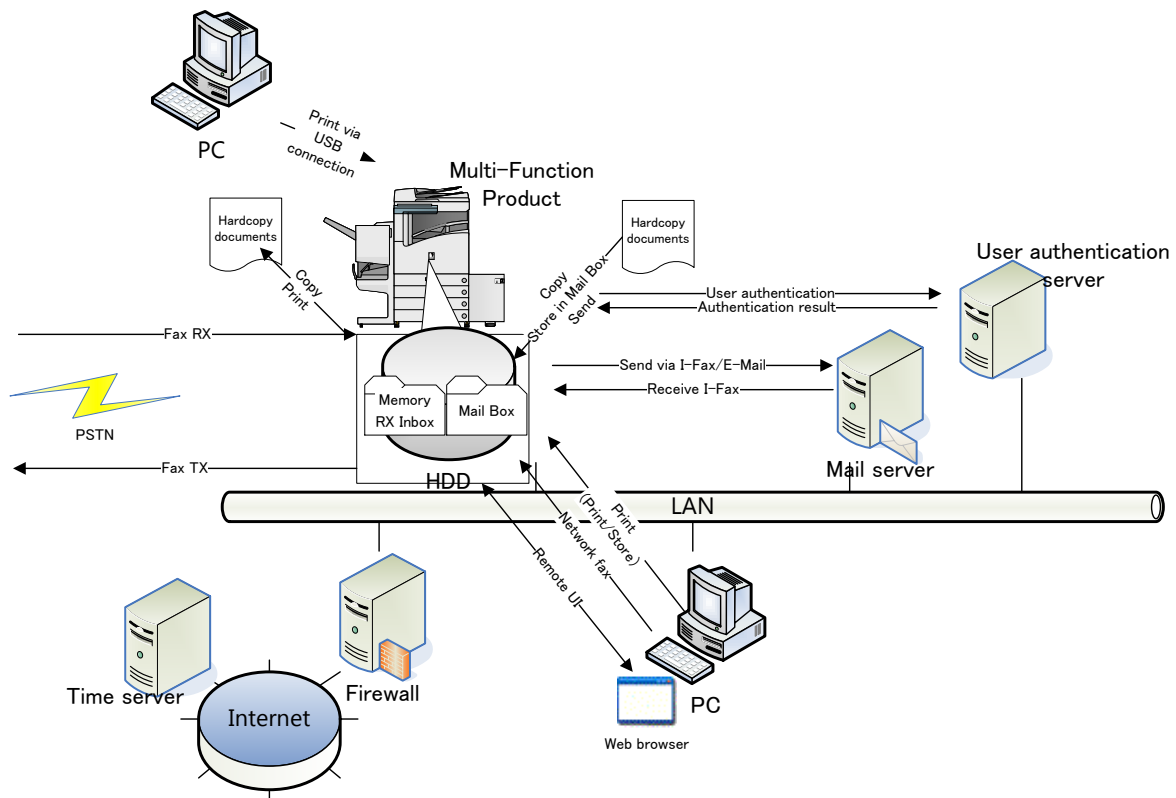 PC
Print via
USB
connection
Multi-Function
Product
Hardcopy
documents
Copy
Print
Hardcopy
documents
Copy
Store in Mail Box
Send
User authentication
server
User authentication
Authentication result
Fax RX
Send via I-Fax/E-Mail
Receive I-Fax
Memory
RX Inbox
Mail Box
PSTN
Fax TX
HDD
Mail server
LAN
Print
(Print/Store)
Network fax
Remote UI
Time server
Firewall
Internet
PC
Web browser